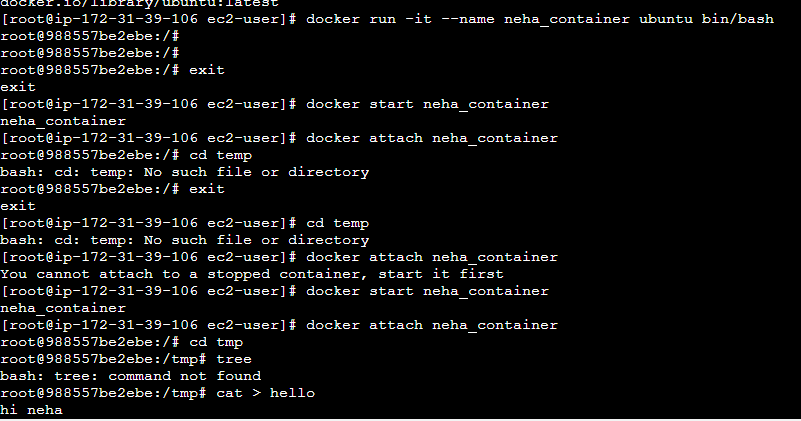 docker.io/library/ubuntu:latest
[root@ip-172-31-39-106 ec2-user]# docker run -it --name neha_container ubuntu bin/bash
root@988557be2ebe:/#
root@988557be2ebe:/#
root@988557be2ebe:/# exit
exit
[root@ip-172-31-39-106 ec2-user]# docker start neha_container
neha_container
[root@ip-172-31-39-106 ec2-user]# docker attach neha_container
root@988557be2ebe:/# cd temp
bash: cd: temp: No such file or directory
root@988557be2ebe:/# exit
exit
[root@ip-172-31-39-106 ec2-user]# cd temp
bash: cd: temp: No such file or directory
[root@ip-172-31-39-106 ec2-user]# docker attach neha_container
You cannot attach to a stopped container, start it first
[root@ip-172-31-39-106 ec2-user]# docker start neha_container
neha_container
[root@ip-172-31-39-106 ec2-user]# docker attach neha_container
root@988557be2ebe:/# cd tmp
root@988557be2ebe:/tmp# tree
bash: tree: command not found
root@988557be2ebe:/tmp# cat > hello
hi neha